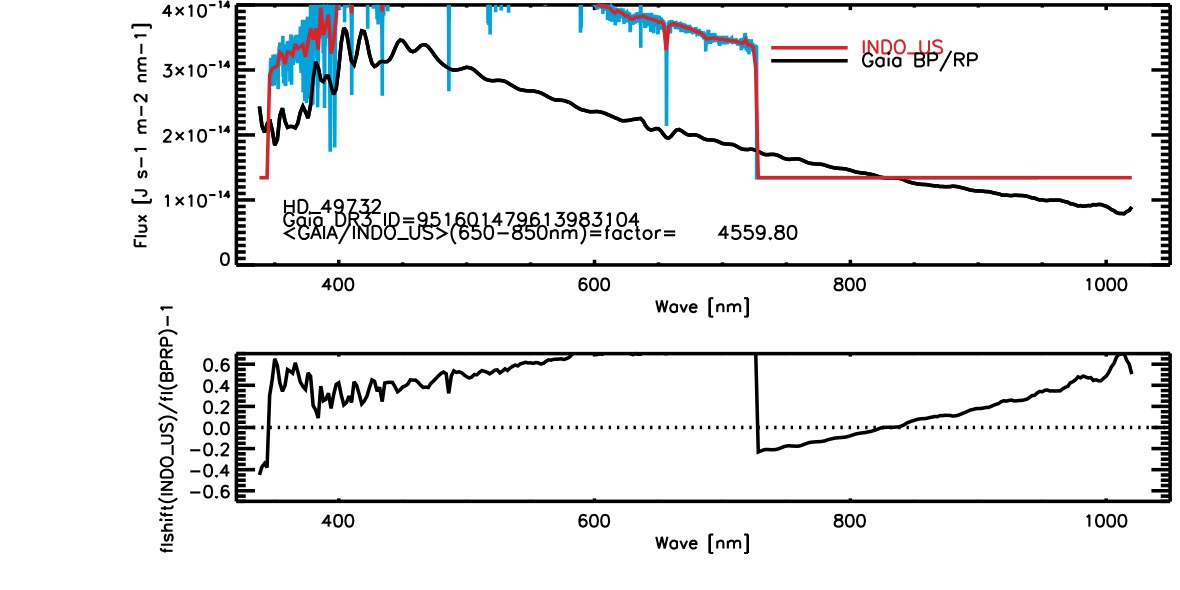 4×10−14
3×10−14
2×10−14
1×10−14
0
Flux [J s−1 m−2 nm−1]
INDO_US
Gaia BP/RP
HD_49732
Gaia DR3 ID=951601479613983104
<GAIA/INDO_US>(650−850nm)=factor= 4559.80
400 600 800 1000
Wave [nm]
0.6
0.4
0.2
0.0
−0.2
−0.4
−0.6
flshift(INDO_US)/fl(BPRP)−1
400 600 800 1000
Wave [nm]